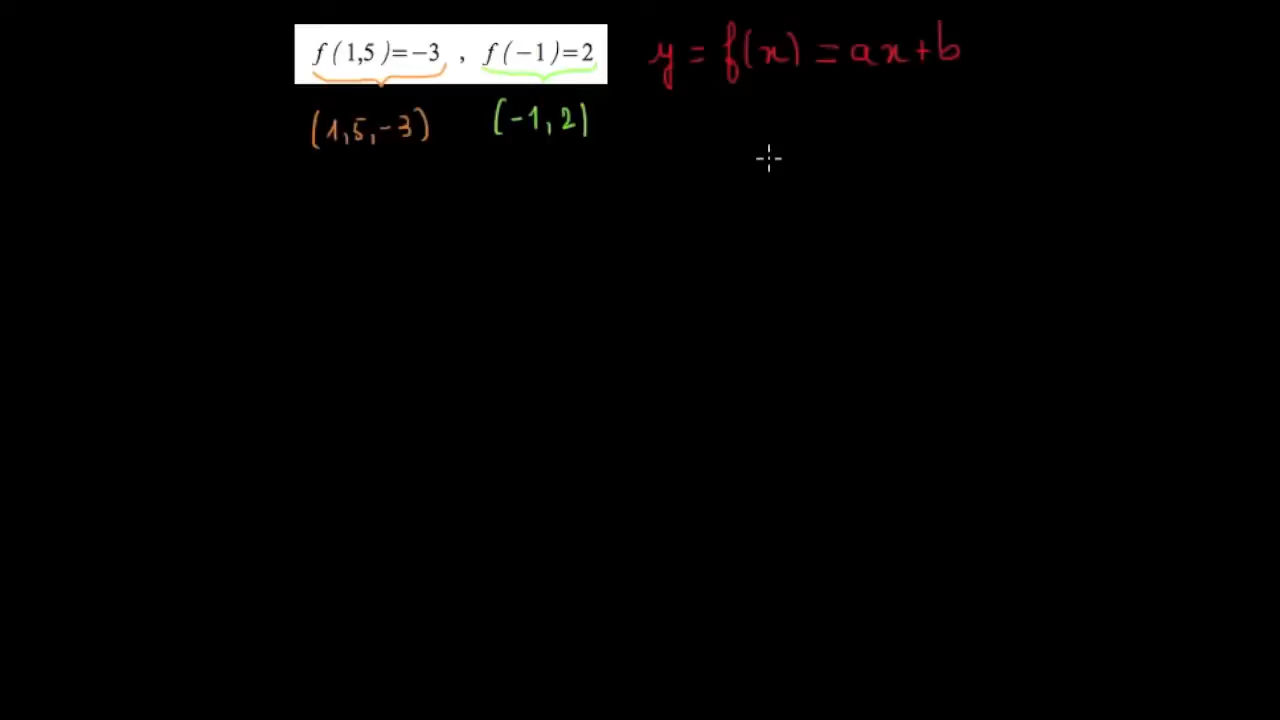 f(1,5)=−3 , f(−1)=2 y = f(x) = ax+b
(1,5,-3) (-1,2)